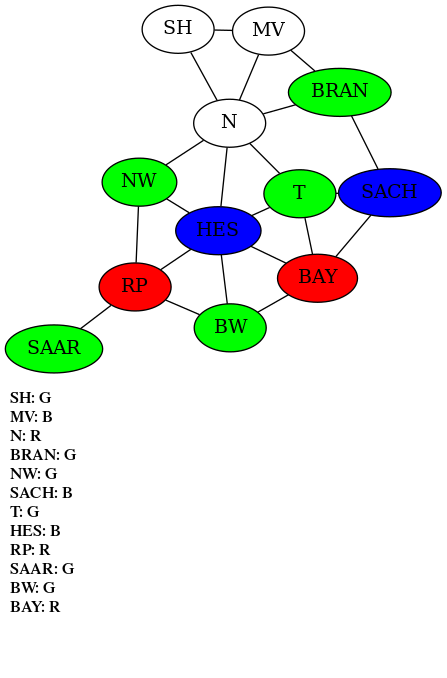 SH
MV
BRAN
N
NW
T
SACH
HES
RP
BAY
SAAR
BW
SH: G
MV: B
N: R
BRAN: G
NW: G
SACH: B
T: G
HES: B
RP: R
SAAR: G
BW: G
BAY: R